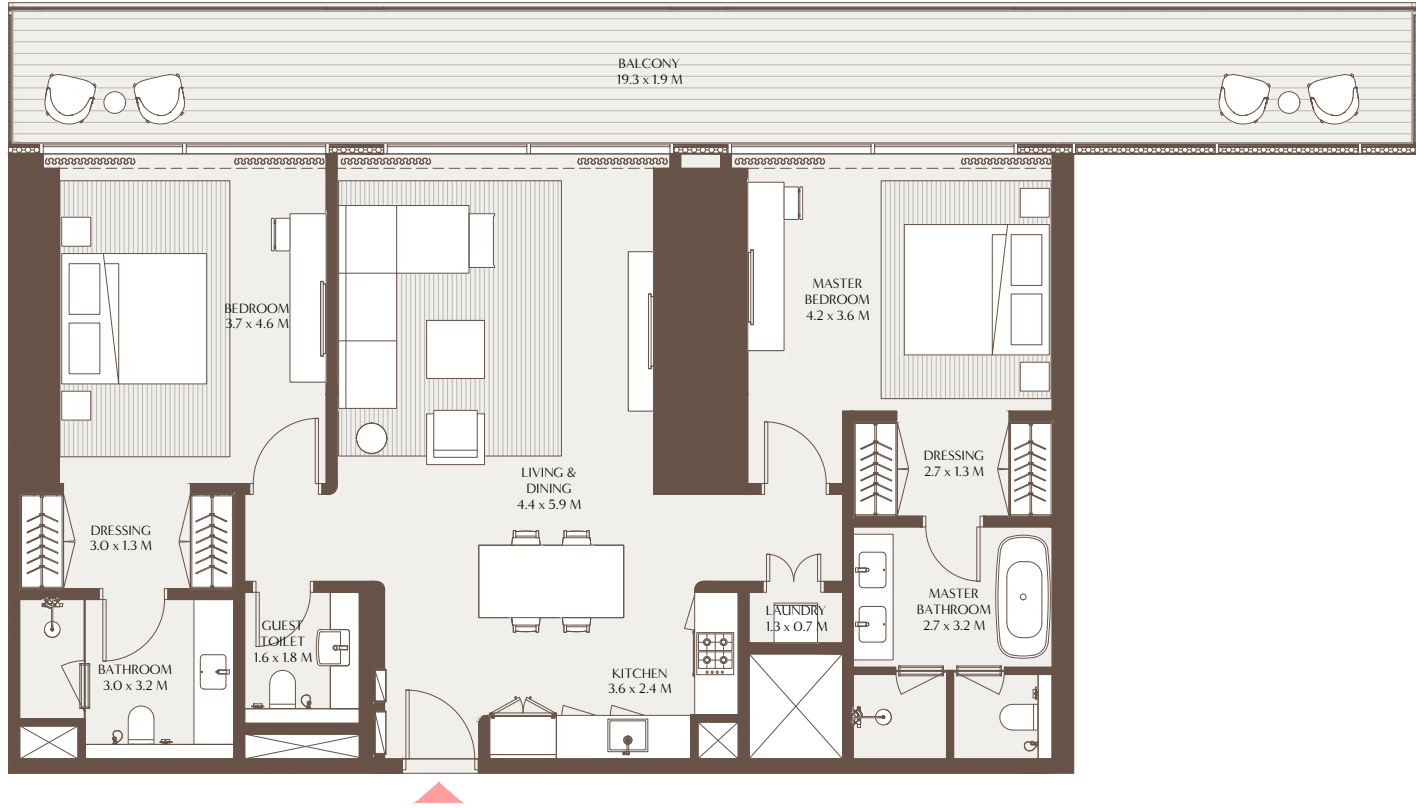 BALCONY
19.3 x 1.9 M
BEDROOM
3.7 x 4.6 M
MASTER
BEDROOM
4.2 x 3.6 M
LIVING &
DINING
4.4 x 5.9 M
DRESSING
2.7 x 1.3 M
DRESSING
3.0 x 1.3 M
GUEST
TOILET
1.6 x 1.8 M
LAUNDRY
1.3 x 0.7 M
MASTER
BATHROOM
2.7 x 3.2 M
BATHROOM
3.0 x 3.2 M
KITCHEN
3.6 x 2.4 M